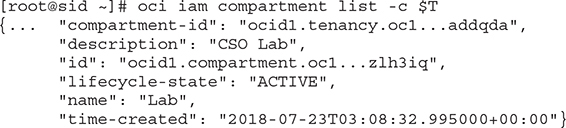 [root@sid ~]# oci iam compartment list -c $T
{... "compartment-id": "ocid1.tenancy.oc1...addqda",
"description": "CSO Lab",
"id": "ocid1.compartment.oc1...zlh3iq",
"lifecycle-state": "ACTIVE",
"name": "Lab",
"time-created": "2018-07-23T03:08:32.995000+00:00"}